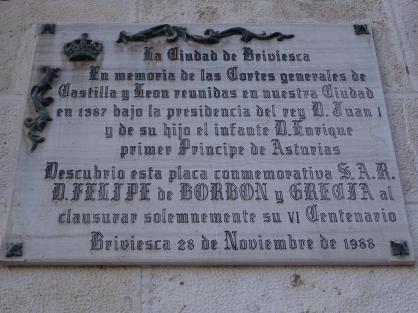 La Ciudad de Briviesca
En memoria de las Cortes generales de
Castilla y Leon reunidas en nuestra Ciudad
en 1387 bajo la presidencia del rey D. Juan I
y de su hijo el infante D. Enrique
primer Principe de Asturias
Descubrio esta placa conmemorativa S.A.R.
D. FELIPE de BORBON y GRECIA al
clausurar solemnemente su VI Centenario
Briviesca 28 de Noviembre de 1988